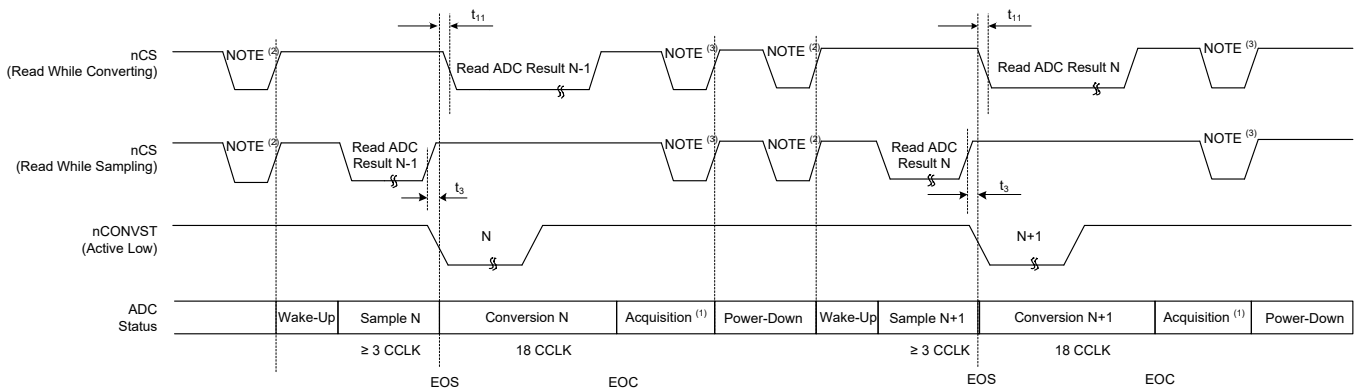 t11 t11
nCS
(Read While Converting)
NOTE (2) Read ADC Result N-1 NOTE (3) NOTE (2) Read ADC Result N NOTE (3)
nCS
(Read While Sampling)
NOTE (2) Read ADC
Result N-1 NOTE (3) NOTE (2) Read ADC
Result N NOTE (3)
t3 t3
nCONVST
(Active Low)
N N+1
ADC
Status
Wake-Up Sample N Conversion N Acquisition (1) Power-Down Wake-Up Sample N+1 Conversion N+1 Acquisition (1) Power-Down
≥ 3 CCLK 18 CCLK ≥ 3 CCLK 18 CCLK
EOS EOC EOS EOC